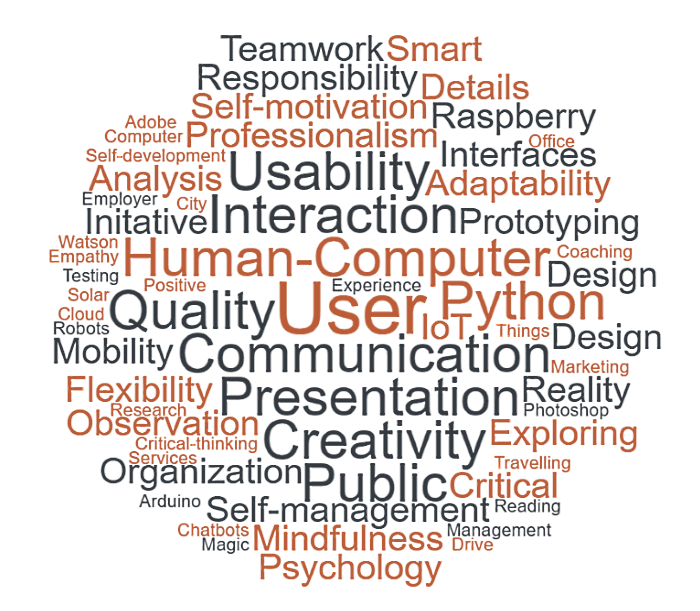 Teamwork Smart
Responsibility Details
Self-motivation Raspberry
Adobe
Computer Professionalism Office
Self-development Usability Interfaces
Analysis Adaptability
Employer City Interaction
Initative Prototyping
Watson Human-Computer Coaching
Empathy
Testing Positive Experience Design
Solar Quality User Python
Cloud IoT Things
Robots Design
Mobility Communication Marketing
Flexibility Presentation Reality
Research Photoshop
Observation Creativity Exploring
Critical-thinking
Services
Organization Public Travelling
Critical
Arduino Self-management Reading
Chatbots Mindfulness Management
Magic Drive
Psychology